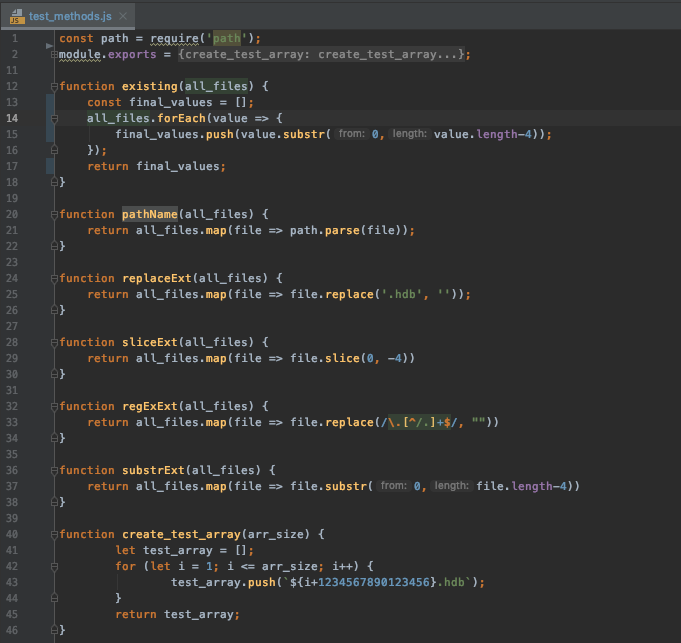 test_methods.js
1 const path = require('path');
2 module.exports = {create_test_array: create_test_array...};
11
12 function existing(all_files) {
13 const final_values = [];
14 all_files.forEach(value => {
15 final_values.push(value.substr( from: 0, length: value.length-4));
16 });
17 return final_values;
18 }
19
20 function pathName(all_files) {
21 return all_files.map(file => path.parse(file));
22 }
23
24 function replaceExt(all_files) {
25 return all_files.map(file => file.replace('.hdb', ''));
26 }
27
28 function sliceExt(all_files) {
29 return all_files.map(file => file.slice(0, -4))
30 }
31
32 function regExExt(all_files) {
33 return all_files.map(file => file.replace(/\.[^/.]+$/, ""))
34 }
35
36 function substrExt(all_files) {
37 return all_files.map(file => file.substr( from: 0, length: file.length-4))
38 }
39
40 function create_test_array(arr_size) {
41 let test_array = [];
42 for (let i = 1; i <= arr_size; i++) {
43 test_array.push(`${i+1234567890123456}.hdb`);
44 }
45 return test_array;
46 }